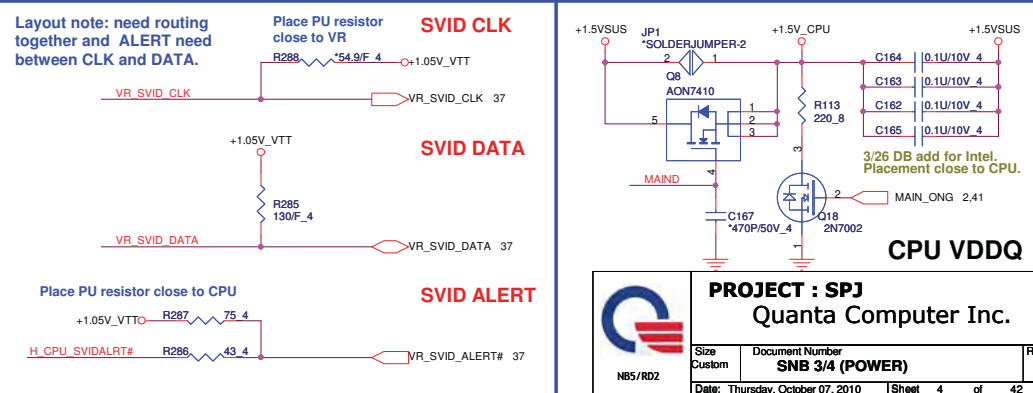 Layout note: need routing
together and ALERT need
between CLK and DATA.
Place PU resistor
close to VR
SVID CLK
R288 *54.9/F_4 +1.05V_VTT
VR_SVID_CLK VR_SVID_CLK 37
+1.05V_VTT
SVID DATA
R285
130/F_4
VR_SVID_DATA VR_SVID_DATA 37
Place PU resistor close to CPU
SVID ALERT
+1.05V_VTT R287 75_4
H_CPU_SVIDALRT# R286 43_4 VR_SVID_ALERT# 37
+1.5VSUS JP1 +1.5V_CPU +1.5VSUS
*SOLDERJUMPER-2
2 1
Q8
AON7410
5
1
2
3
4
C164 0.1U/10V_4
C163 0.1U/10V_4
C162 0.1U/10V_4
C165 0.1U/10V_4
R113
220_8
3/26 DB add for Intel.
Placement close to CPU.
MAIND
3
2 MAIN_ONG 2,41
Q18
2N7002
1
C167
*470P/50V_4
CPU VDDQ
PROJECT : SPJ
Quanta Computer Inc.
NB5/RD2
Size
Custom
Document Number
SNB 3/4 (POWER)
R
Date: Thursday, October 07, 2010 Sheet 4 of 42